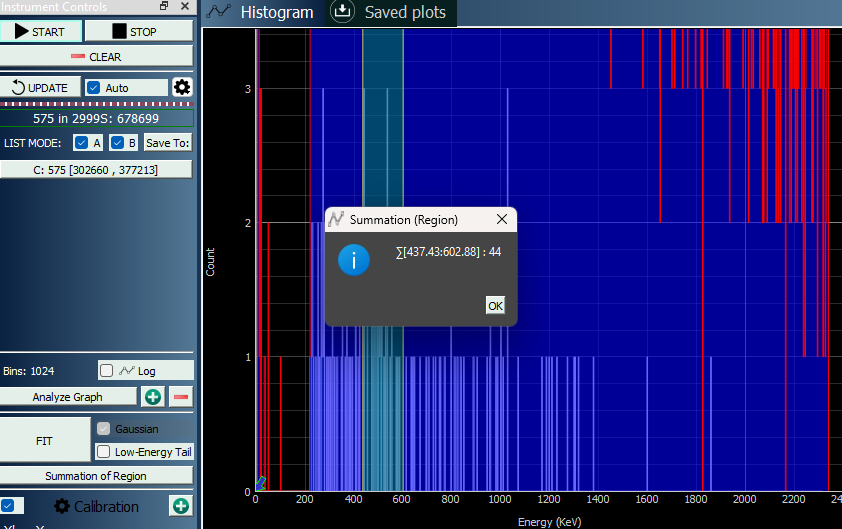 Instrument Controls
START
STOP
CLEAR
UPDATE
Auto
575 in 2999S: 678699
LIST MODE:
A
B
Save To:
C: 575 [302660 , 377213]
Bins: 1024
Log
Analyze Graph
FIT
Gaussian
Low-Energy Tail
Summation of Region
Calibration
Histogram
Saved plots
Count
3
2
1
0
Summation (Region)
∑[437.43:602.88] : 44
OK
0 200 400 600 800 1000 1200 1400 1600 1800 2000 2200
Energy (KeV)